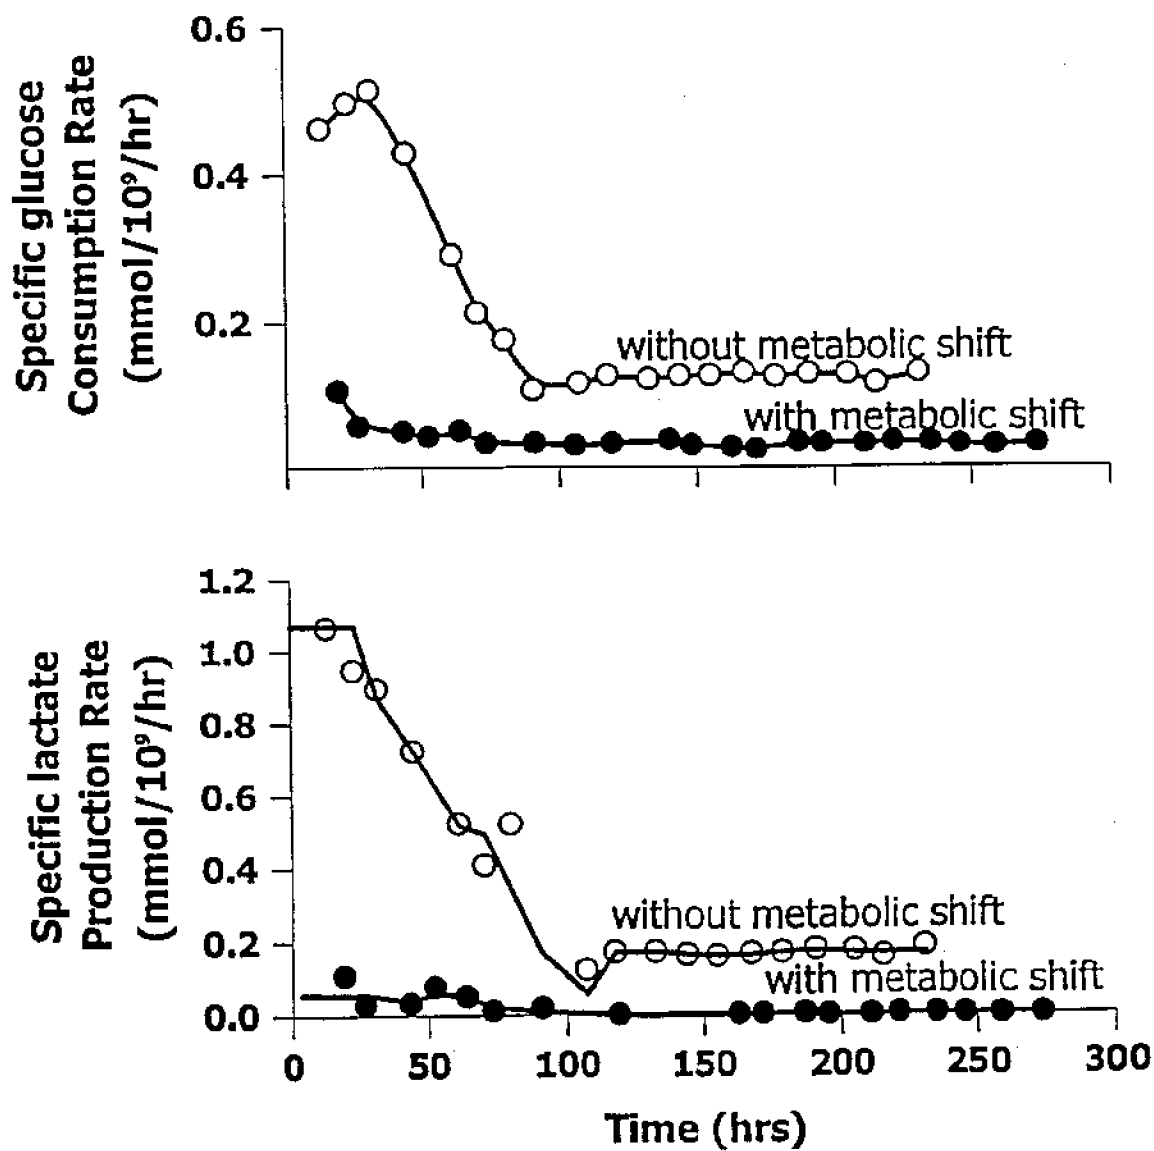 Specific glucose
Consumption Rate
(mmol/10⁹/hr)
0.6
0.4
0.2
without metabolic shift
with metabolic shift
Specific lactate
Production Rate
(mmol/10⁹/hr)
1.2
1.0
0.8
0.6
0.4
0.2
0.0
without metabolic shift
with metabolic shift
0 50 100 150 200 250 300
Time (hrs)